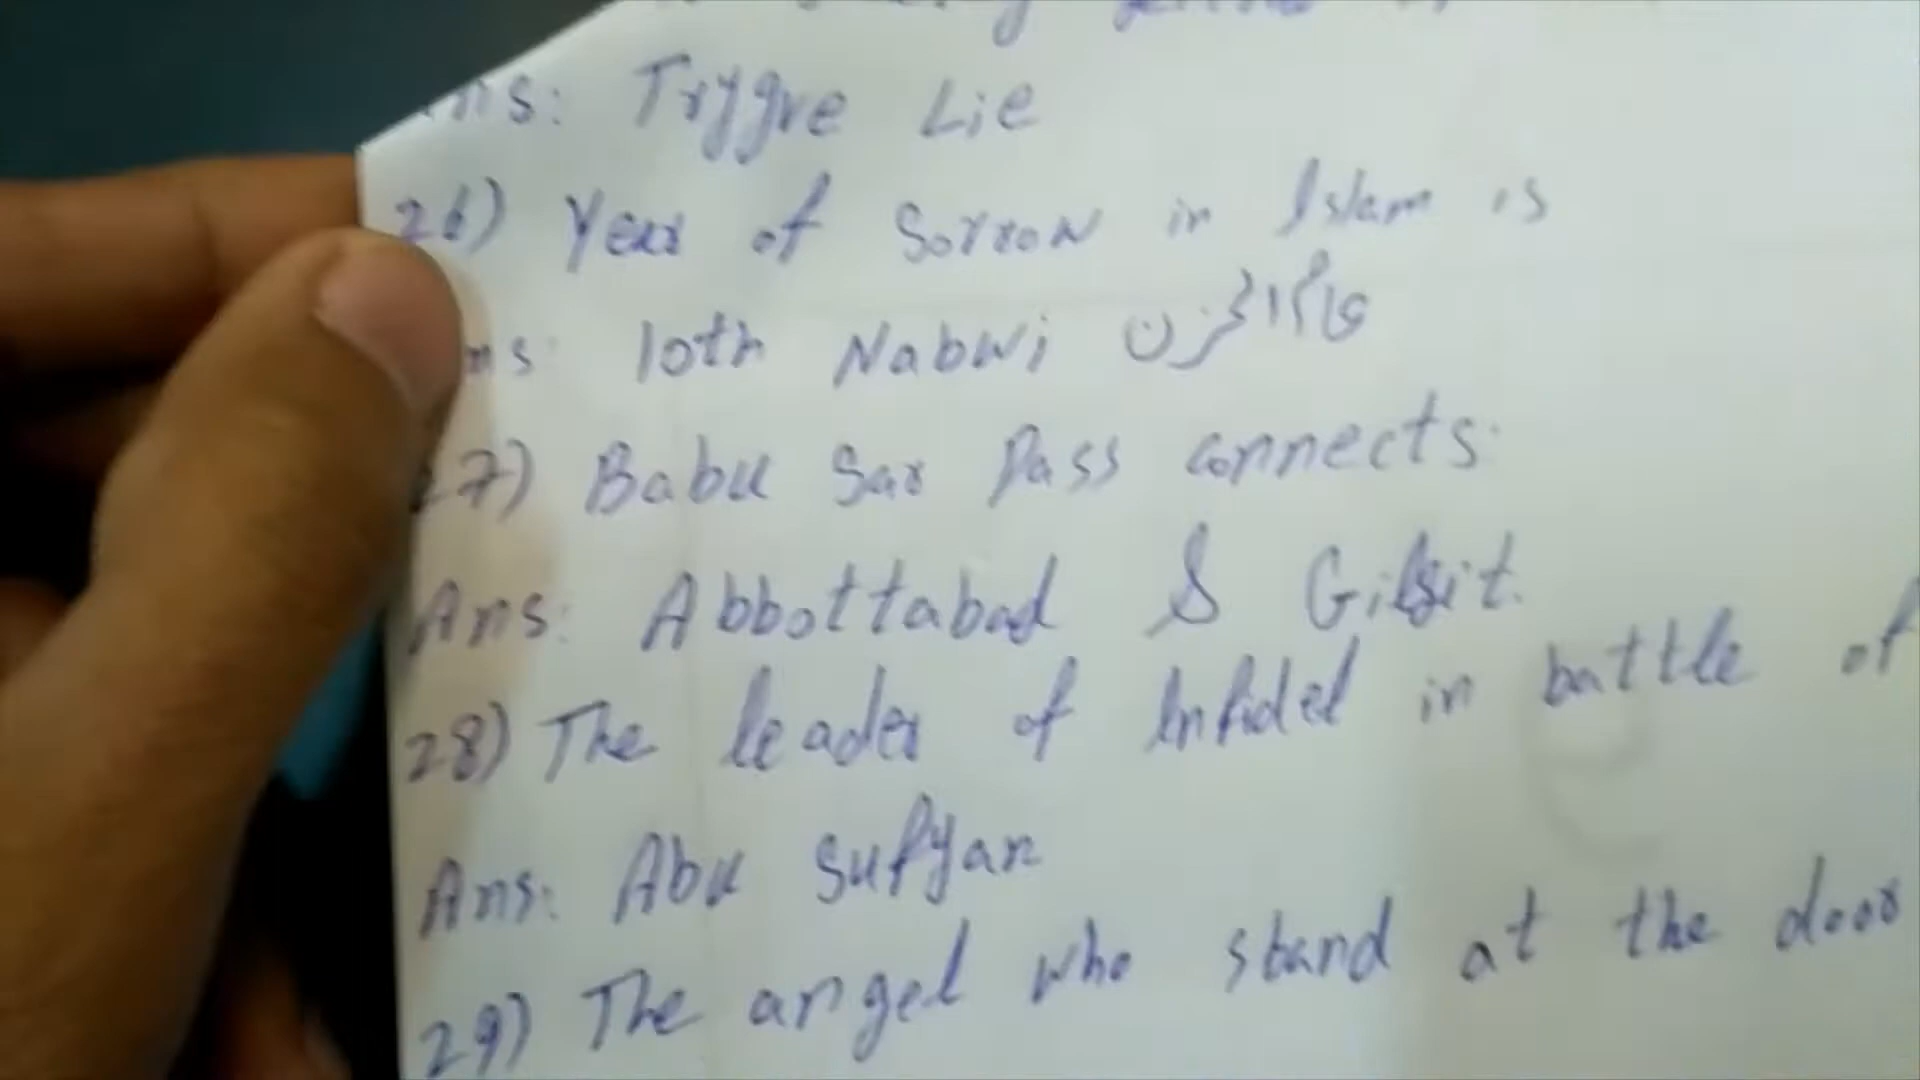 Ans: Tryggve Lie
26) Year of Sorrow in Islam is
Ans: 10th Nabwi عام الحزن
27) Babu Sar Pass connects:
Ans: Abbottabad & Gilgit.
28) The leader of Infidel in battle of
Ans: Abu Sufyan
29) The angel who stand at the door